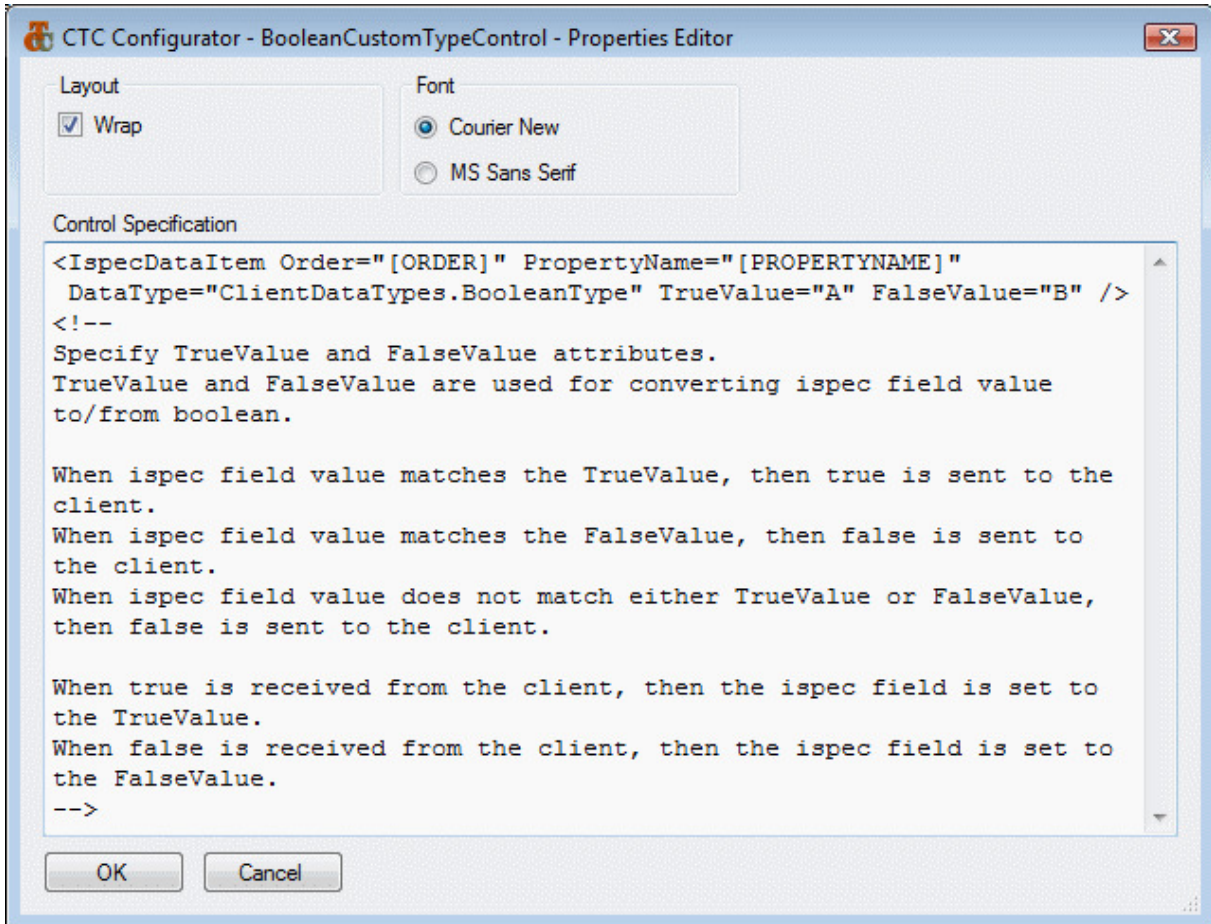 CTC Configurator - BooleanCustomTypeControl - Properties Editor
Layout
Font
Wrap
Courier New
MS Sans Serif
Control Specification
<IspecDataItem Order="[ORDER]" PropertyName="[PROPERTYNAME]"
DataType="ClientDataTypes.BooleanType" TrueValue="A" FalseValue="B" />
<!--
Specify TrueValue and FalseValue attributes.
TrueValue and FalseValue are used for converting ispec field value
to/from boolean.
When ispec field value matches the TrueValue, then true is sent to the
client.
When ispec field value matches the FalseValue, then false is sent to
the client.
When ispec field value does not match either TrueValue or FalseValue,
then false is sent to the client.
When true is received from the client, then the ispec field is set to
the TrueValue.
When false is received from the client, then the ispec field is set to
the FalseValue.
-->
OK
Cancel